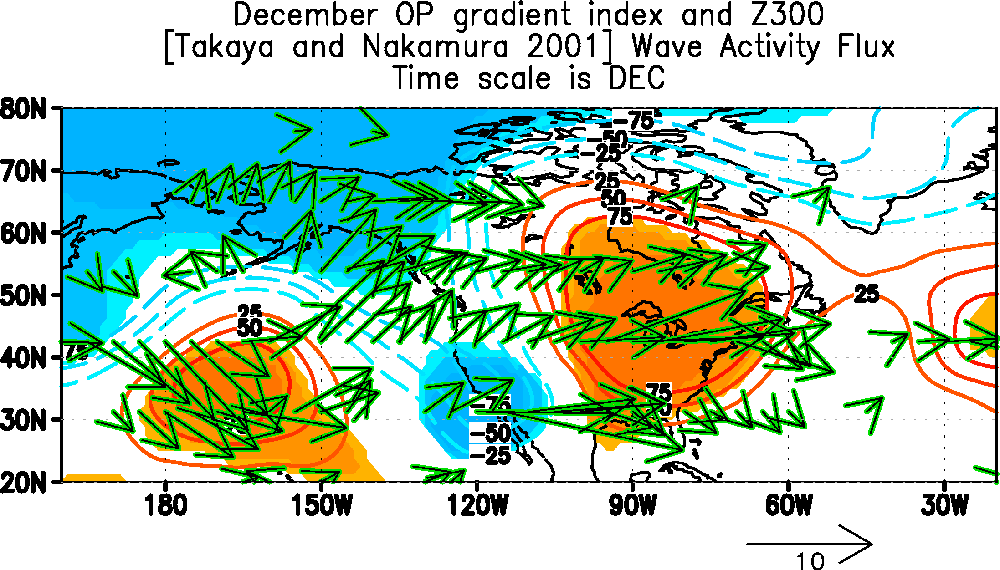 December OP gradient index and Z300
[Takaya and Nakamura 2001] Wave Activity Flux
Time scale is DEC
80N
70N
60N
50N
40N
30N
20N
180
150W
120W
90W
60W
30W
-75
-50
-25
25
50
75
25
25
50
75
75
-75
-50
-25
10